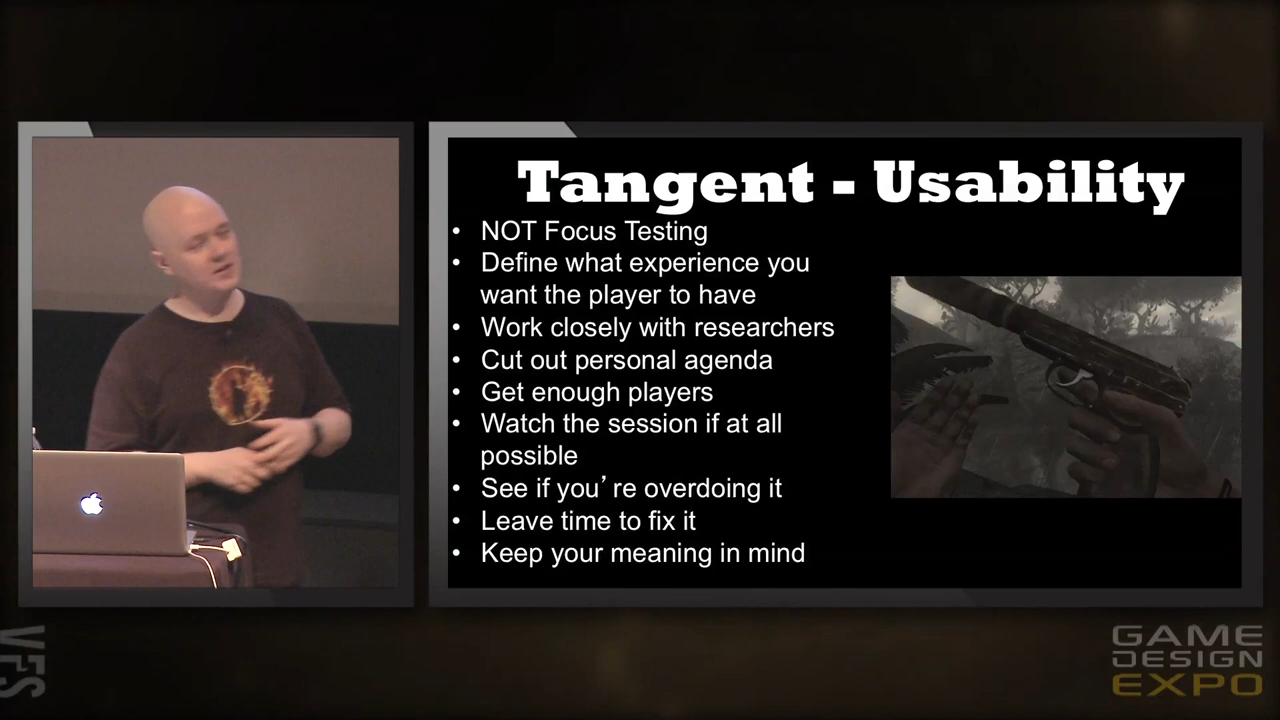 Tangent - Usability
• NOT Focus Testing
• Define what experience you
want the player to have
• Work closely with researchers
• Cut out personal agenda
• Get enough players
• Watch the session if at all
possible
• See if you’re overdoing it
• Leave time to fix it
• Keep your meaning in mind
VFS
GAME
DESIGN
EXPO